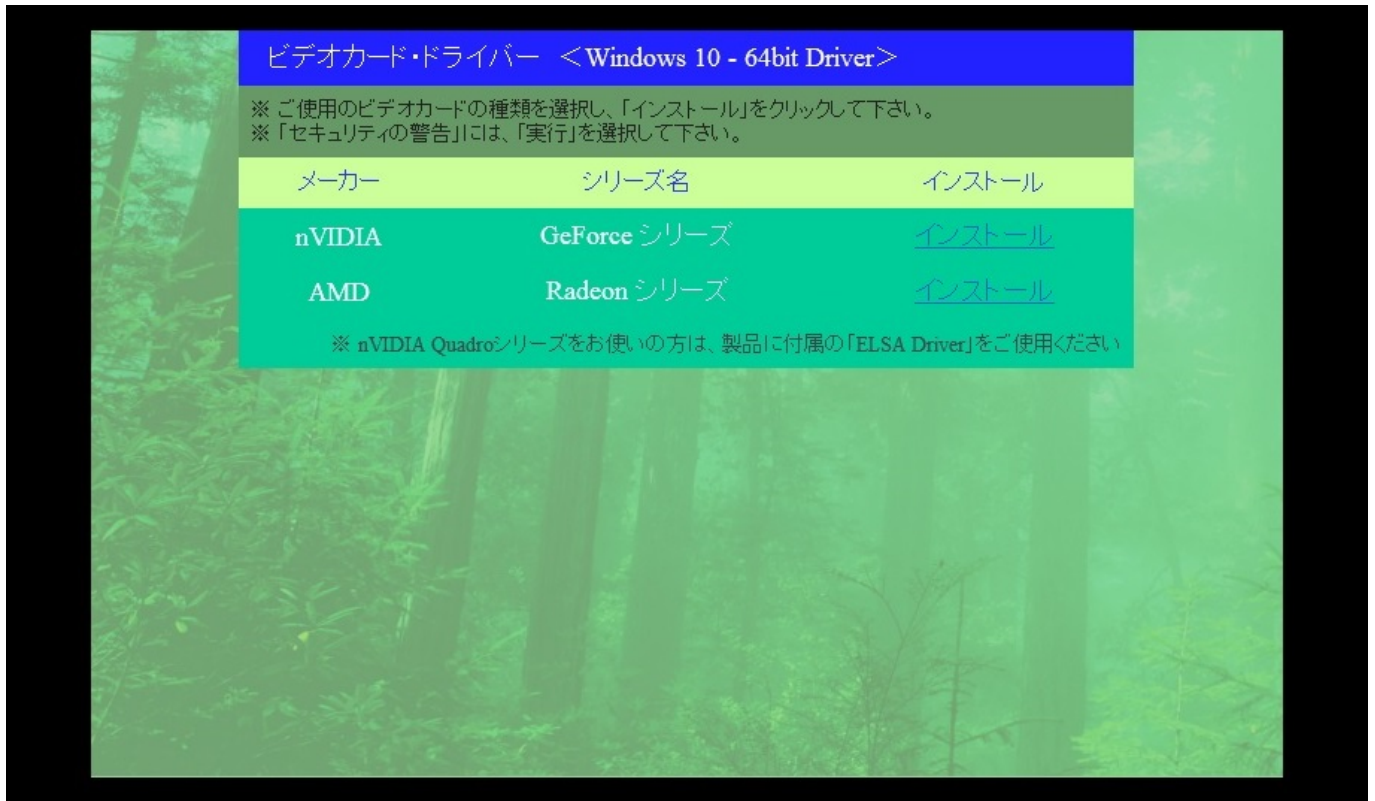 ビデオカード・ドライバー ＜Windows 10 - 64bit Driver＞
※ ご使用のビデオカードの種類を選択し、「インストール」をクリックして下さい。
※「セキュリティの警告」には、「実行」を選択して下さい。
メーカー シリーズ名 インストール
nVIDIA GeForce シリーズ インストール
AMD Radeon シリーズ インストール
※ nVIDIA Quadroシリーズをお使いの方は、製品に付属の「ELSA Driver」をご使用ください